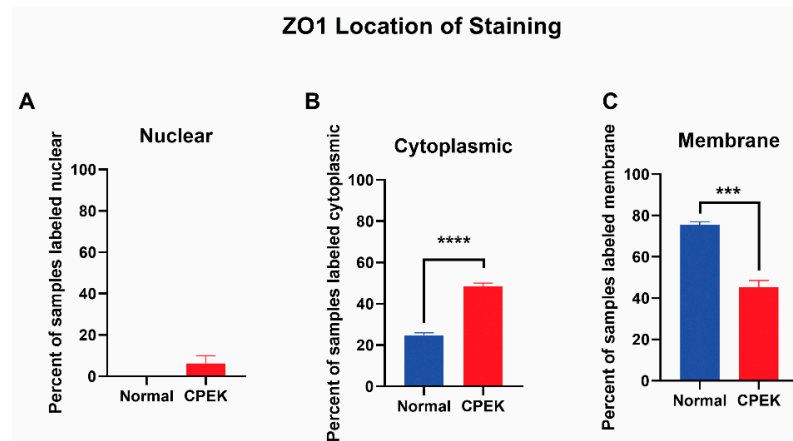 ZO1 Location of Staining
A
Nuclear
Percent of samples labeled nuclear
100
80
60
40
20
0
Normal CPEK
B
Cytoplasmic
Percent of samples labeled cytoplasmic
100
80
60
40
20
0
****
Normal CPEK
C
Membrane
Percent of samples labeled membrane
100
80
60
40
20
0
***
Normal CPEK